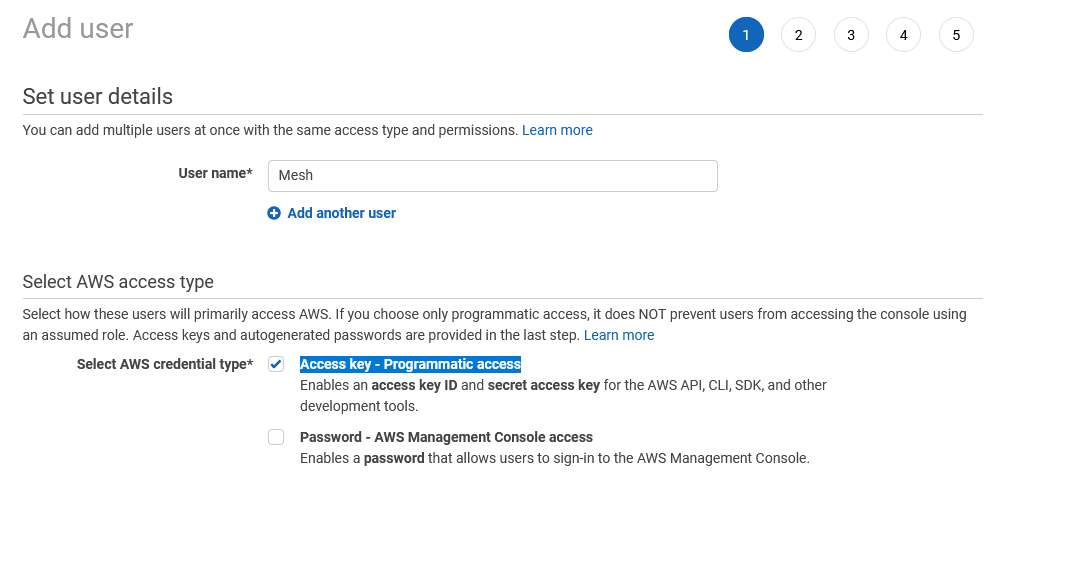 Add user
1 2 3 4 5
Set user details
You can add multiple users at once with the same access type and permissions. Learn more
User name* Mesh
Add another user
Select AWS access type
Select how these users will primarily access AWS. If you choose only programmatic access, it does NOT prevent users from accessing the console using
an assumed role. Access keys and autogenerated passwords are provided in the last step. Learn more
Select AWS credential type* Access key - Programmatic access
Enables an access key ID and secret access key for the AWS API, CLI, SDK, and other
development tools.
Password - AWS Management Console access
Enables a password that allows users to sign-in to the AWS Management Console.